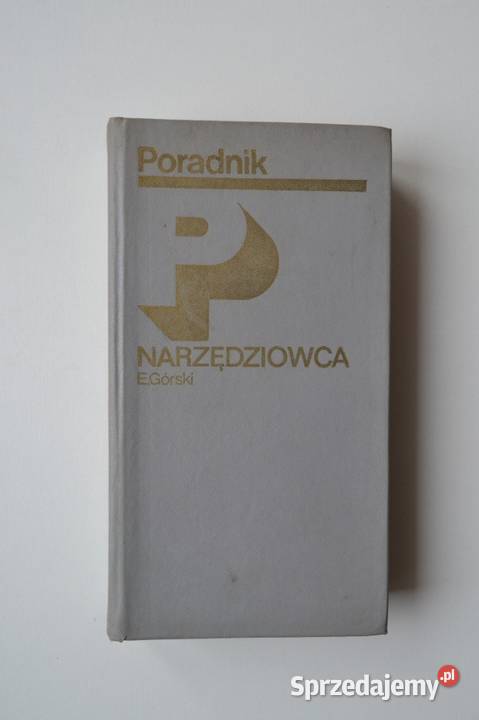 Poradnik
P
NARZĘDZIOWCA
E.Górski
Sprzedajemy.pl